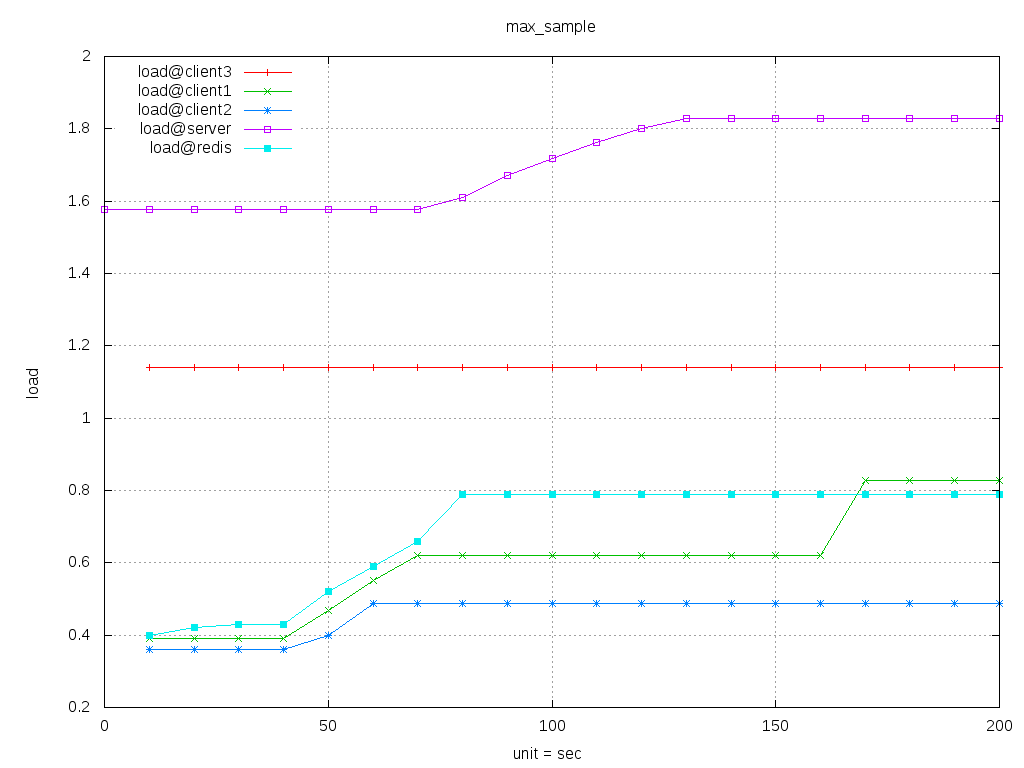 max_sample
load@client3
load@client1
load@client2
load@server
load@redis
2
1.8
1.6
1.4
1.2
1
0.8
0.6
0.4
0.2
load
0 50 100 150 200
unit = sec